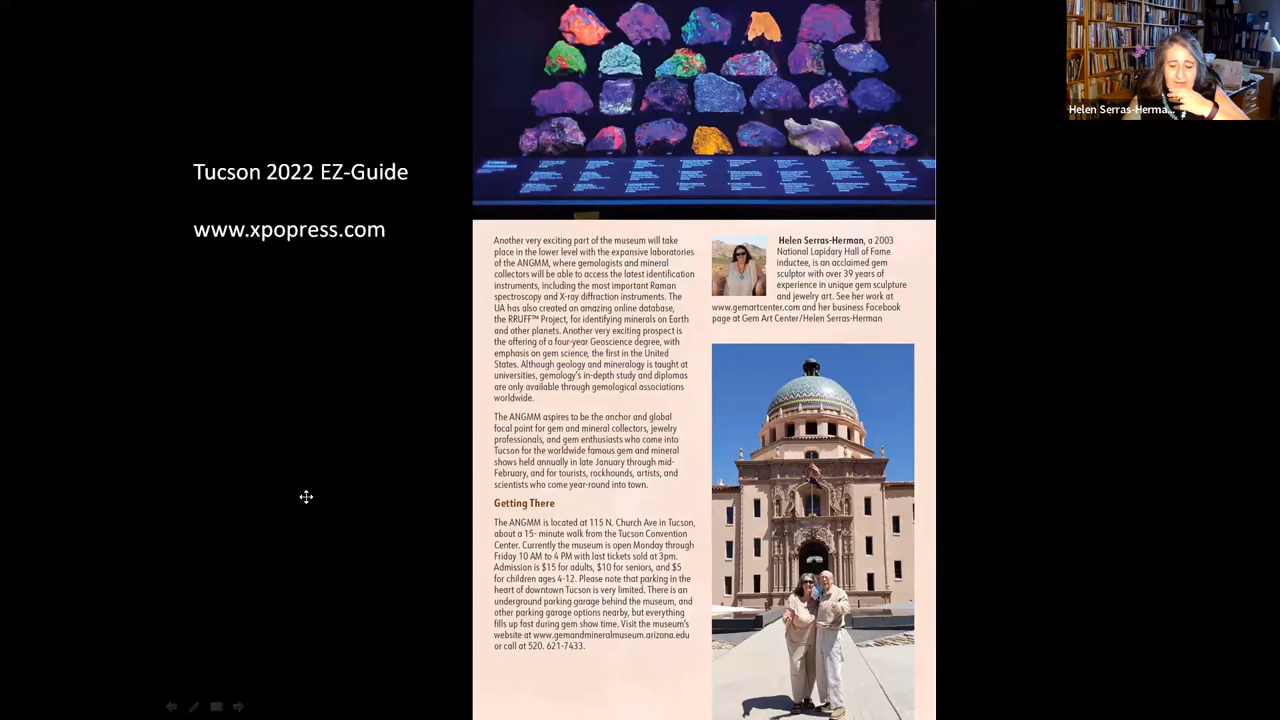 Tucson 2022 EZ-Guide
www.xpopress.com
Another very exciting part of the museum will take
place in the lower level with the expansive laboratories
of the ANGMM, where gemologists and mineral
collectors will be able to access the latest identification
instruments, including the most important Raman
spectroscopy and X-ray diffraction instruments. The
UA has also created an amazing online database,
the RRUFF™ Project, for identifying minerals on Earth
and other planets. Another very exciting prospect is
the offering of a four-year Geoscience degree, with
emphasis on gem science, the first in the United
States. Although geology and mineralogy is taught at
universities, gemology's in-depth study and diplomas
are only available through gemological associations
worldwide.
The ANGMM aspires to be the anchor and global
focal point for gem and mineral collectors, jewelry
professionals, and gem enthusiasts who come into
Tucson for the worldwide famous gem and mineral
shows held annually in late January through mid-
February, and for tourists, rockhounds, artists, and
scientists who come year-round into town.
Getting There
The ANGMM is located at 115 N. Church Ave in Tucson,
about a 15- minute walk from the Tucson Convention
Center. Currently the museum is open Monday through
Friday 10 AM to 4 PM with last tickets sold at 3pm.
Admission is $15 for adults, $10 for seniors, and $5
for children ages 4-12. Please note that parking in the
heart of downtown Tucson is very limited. There is an
underground parking garage behind the museum, and
other parking garage options nearby, but everything
fills up fast during gem show time. Visit the museum's
website at www.gemandmineralmuseum.arizona.edu
or call at 520. 621-7433.
Helen Serras-Herman, a 2003
National Lapidary Hall of Fame
inductee, is an acclaimed gem
sculptor with over 39 years of
experience in unique gem sculpture
and jewelry art. See her work at
www.gemartcenter.com and her business Facebook
page at Gem Art Center/Helen Serras-Herman
Helen Serras-Herma...